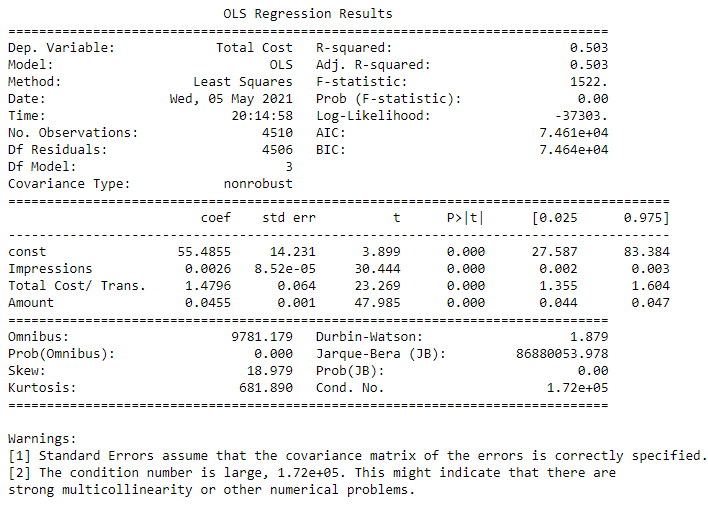 OLS Regression Results
==============================================================================
Dep. Variable:             Total Cost   R-squared:                       0.503
Model:                            OLS   Adj. R-squared:                  0.503
Method:                 Least Squares   F-statistic:                     1522.
Date:                Wed, 05 May 2021   Prob (F-statistic):               0.00
Time:                        20:14:58   Log-Likelihood:                -37303.
No. Observations:                4510   AIC:                         7.461e+04
Df Residuals:                    4506   BIC:                         7.464e+04
Df Model:                           3
Covariance Type:            nonrobust
======================================================================================
                         coef    std err          t      P>|t|      [0.025      0.975]
--------------------------------------------------------------------------------------
const                 55.4855     14.231      3.899      0.000      27.587      83.384
Impressions            0.0026   8.52e-05     30.444      0.000       0.002       0.003
Total Cost/ Trans.     1.4796      0.064     23.269      0.000       1.355       1.604
Amount                 0.0455      0.001     47.985      0.000       0.044       0.047
==============================================================================
Omnibus:                     9781.179   Durbin-Watson:                   1.879
Prob(Omnibus):                  0.000   Jarque-Bera (JB):         86880053.978
Skew:                          18.979   Prob(JB):                         0.00
Kurtosis:                     681.890   Cond. No.                     1.72e+05
==============================================================================
Warnings:
[1] Standard Errors assume that the covariance matrix of the errors is correctly specified.
[2] The condition number is large, 1.72e+05. This might indicate that there are
strong multicollinearity or other numerical problems.